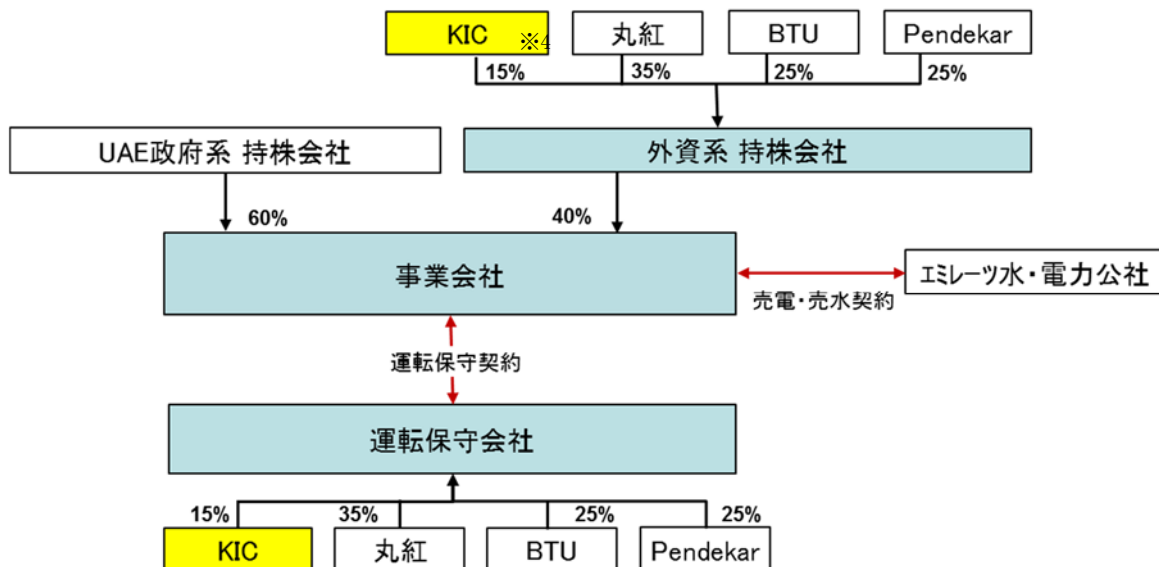 KIC ※4 丸紅 BTU Pendekar
15% 35% 25% 25%
UAE政府系 持株会社 外資系 持株会社
60% 40%
事業会社 エミレーツ水・電力公社
売電・売水契約
運転保守契約
運転保守会社
15% 35% 25% 25%
KIC 丸紅 BTU Pendekar